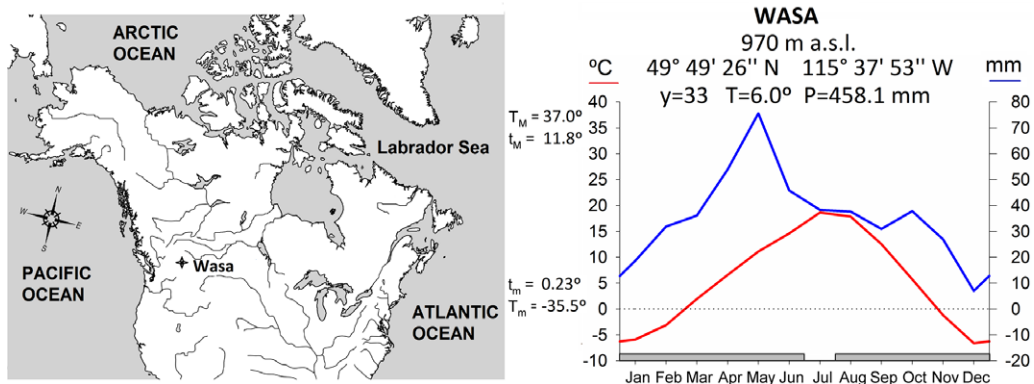 ARCTIC
OCEAN
Labrador Sea
N
W
E
S
Wasa
PACIFIC
OCEAN
ATLANTIC
OCEAN
WASA
970 m a.s.l.
ºC 49° 49' 26'' N 115° 37' 53'' W mm
y=33 T=6.0º P=458.1 mm
T_M = 37.0º
t_M = 11.8º
t_m = 0.23º
T_m = -35.5º
40
35
30
25
20
15
10
5
0
-5
-10
80
70
60
50
40
30
20
10
0
-10
-20
Jan Feb Mar Apr May Jun Jul Aug Sep Oct Nov Dec